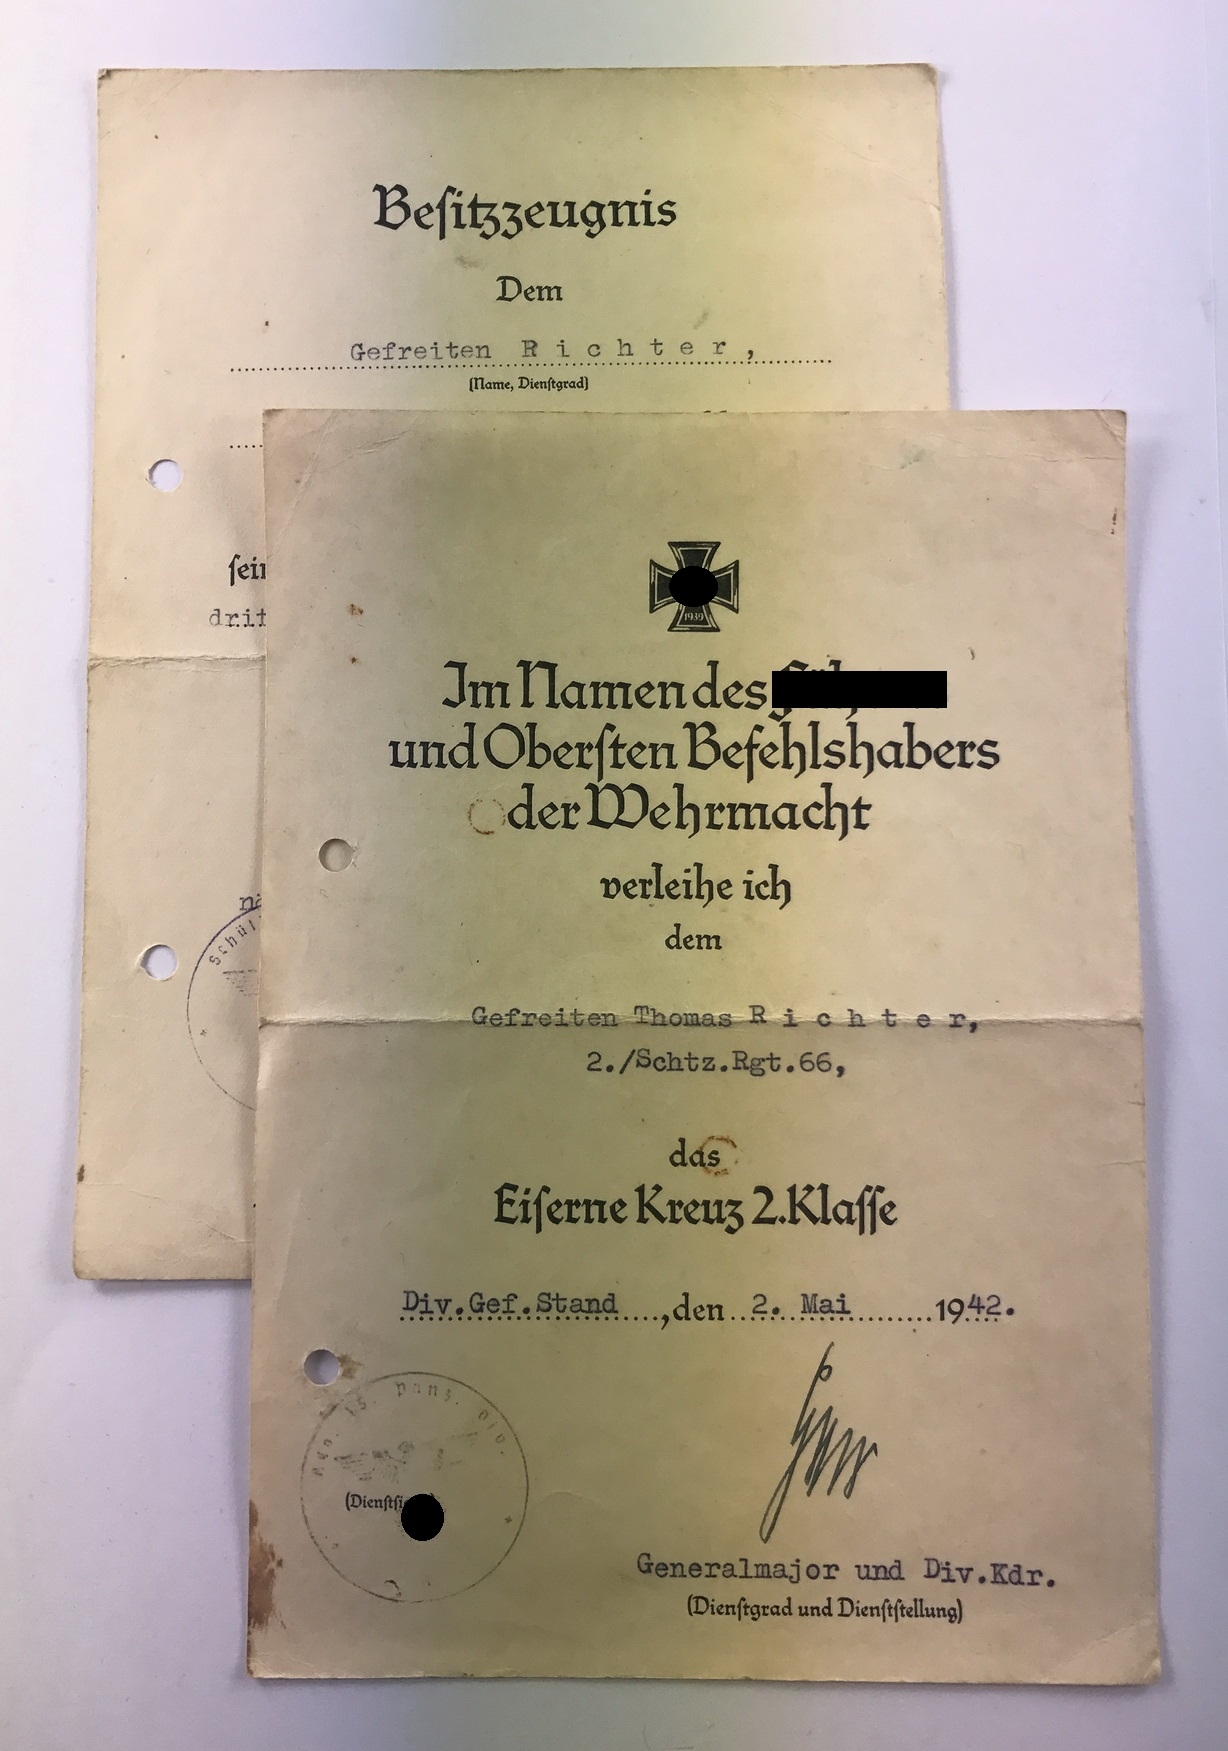 Besitzzeugnis
Dem
Gefreiten R i c h t e r ,
(Name, Dienstgrad)
drit
1939
Im Namen des
und Obersten Befehlshabers
der Wehrmacht
verleihe ich
dem
Gefreiten Thomas R i c h t e r,
2./Schtz.Rgt.66,
das
Eiserne Kreuz 2.Klasse
Div.Gef.Stand ,den 2. Mai 1942.
Generalmajor und Div.Kdr.
(Dienstgrad und Dienststellung)